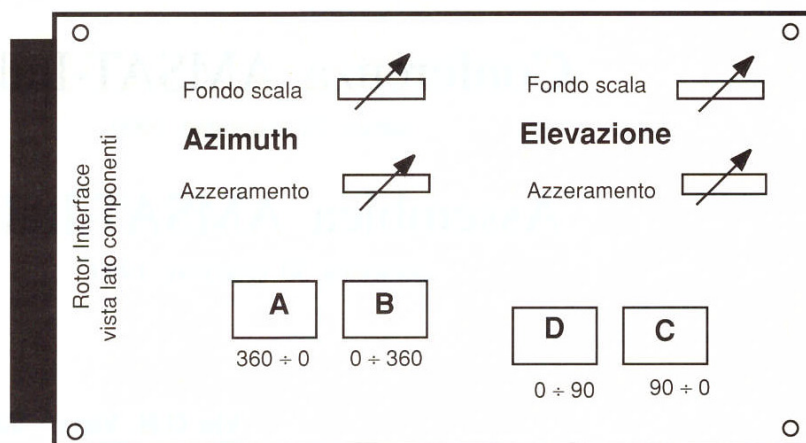 Fondo scala
Azimuth
Azzeramento
Fondo scala
Elevazione
Azzeramento
Rotor Interface
vista lato componenti
A
B
360 ÷ 0
0 ÷ 360
D
C
0 ÷ 90
90 ÷ 0